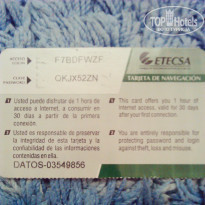 TOP HOTELS
FTBDFWZF
ETECSA
GKJX52ZN
TARJETA DE NAVEGACIÓN
Usted puede disfrutar de 1 hora de acceso a Internet, a consumir en 30 días a partir de la primera conexión.
This card offers you 1 hour of internet access, valid for 30 days after your first connection.
Usted es responsable de preservar la integridad de esta tarjeta y la confidencialidad de las informaciones contenidas en ella.
You are entirely responsible for protecting password and login against theft, loss and misuse.
DATOS-03549856